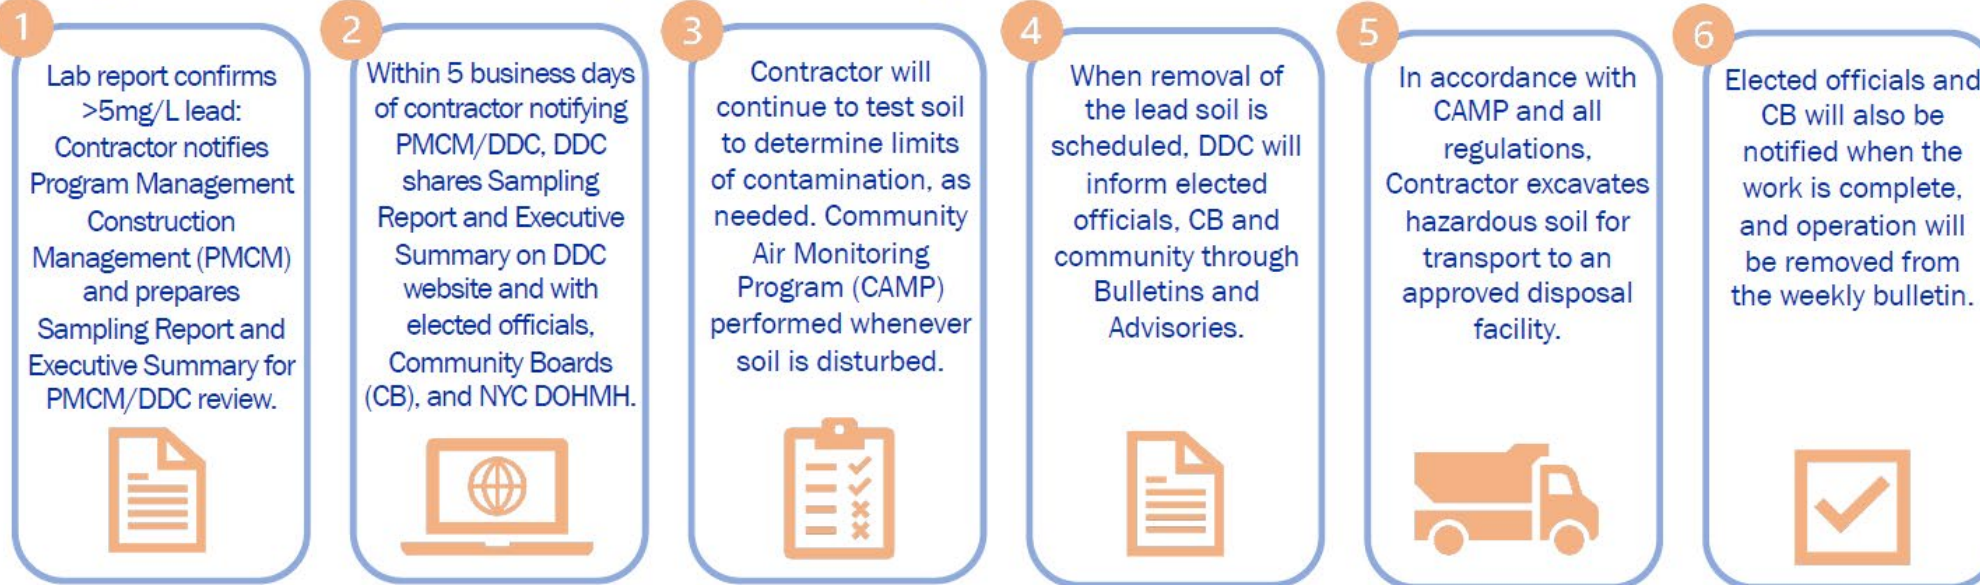 1
Lab report confirms
>5mg/L lead:
Contractor notifies
Program Management
Construction
Management (PMCM)
and prepares
Sampling Report and
Executive Summary for
PMCM/DDC review.
2
Within 5 business days
of contractor notifying
PMCM/DDC, DDC
shares Sampling
Report and Executive
Summary on DDC
website and with
elected officials,
Community Boards
(CB), and NYC DOHMH.
3
Contractor will
continue to test soil
to determine limits
of contamination, as
needed. Community
Air Monitoring
Program (CAMP)
performed whenever
soil is disturbed.
4
When removal of
the lead soil is
scheduled, DDC will
inform elected
officials, CB and
community through
Bulletins and
Advisories.
5
In accordance with
CAMP and all
regulations,
Contractor excavates
hazardous soil for
transport to an
approved disposal
facility.
6
Elected officials and
CB will also be
notified when the
work is complete,
and operation will
be removed from
the weekly bulletin.